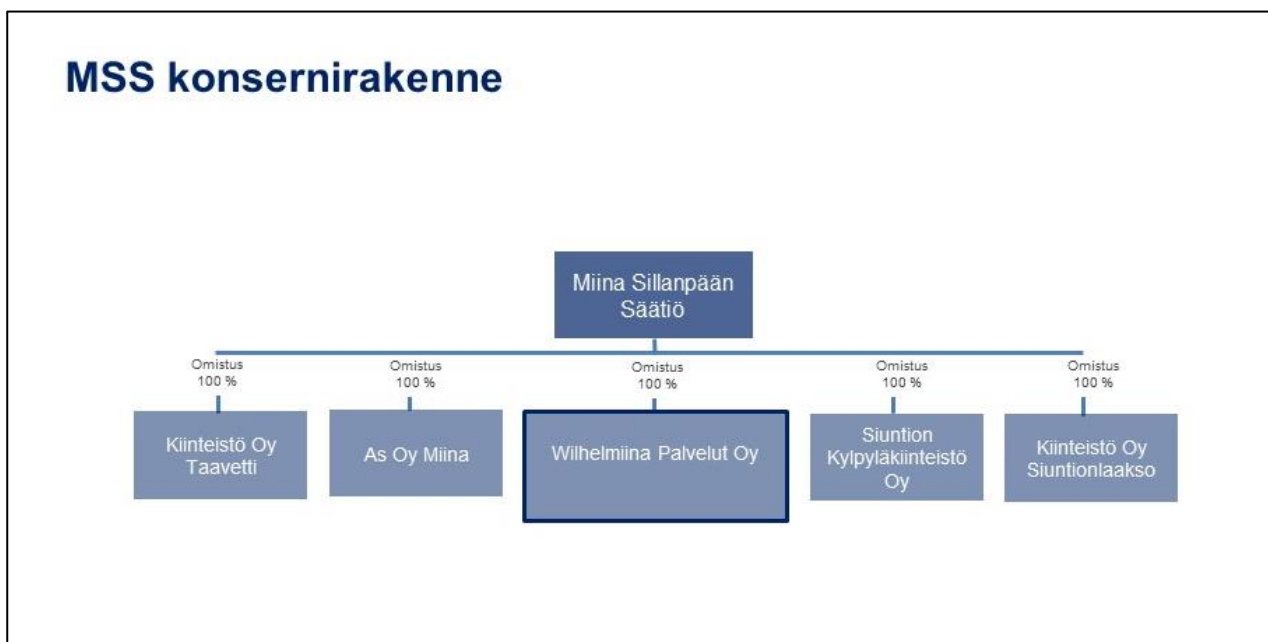 MSS konsernirakenne
Miina Sillanpään
Säätiö
Omistus
100 %
Omistus
100 %
Omistus
100 %
Omistus
100 %
Omistus
100 %
Kiinteistö Oy
Taavetti
As Oy Miina
Wilhelmiina Palvelut Oy
Siuntion
Kylpyläkiinteistö
Oy
Kiinteistö Oy
Siuntionlaakso